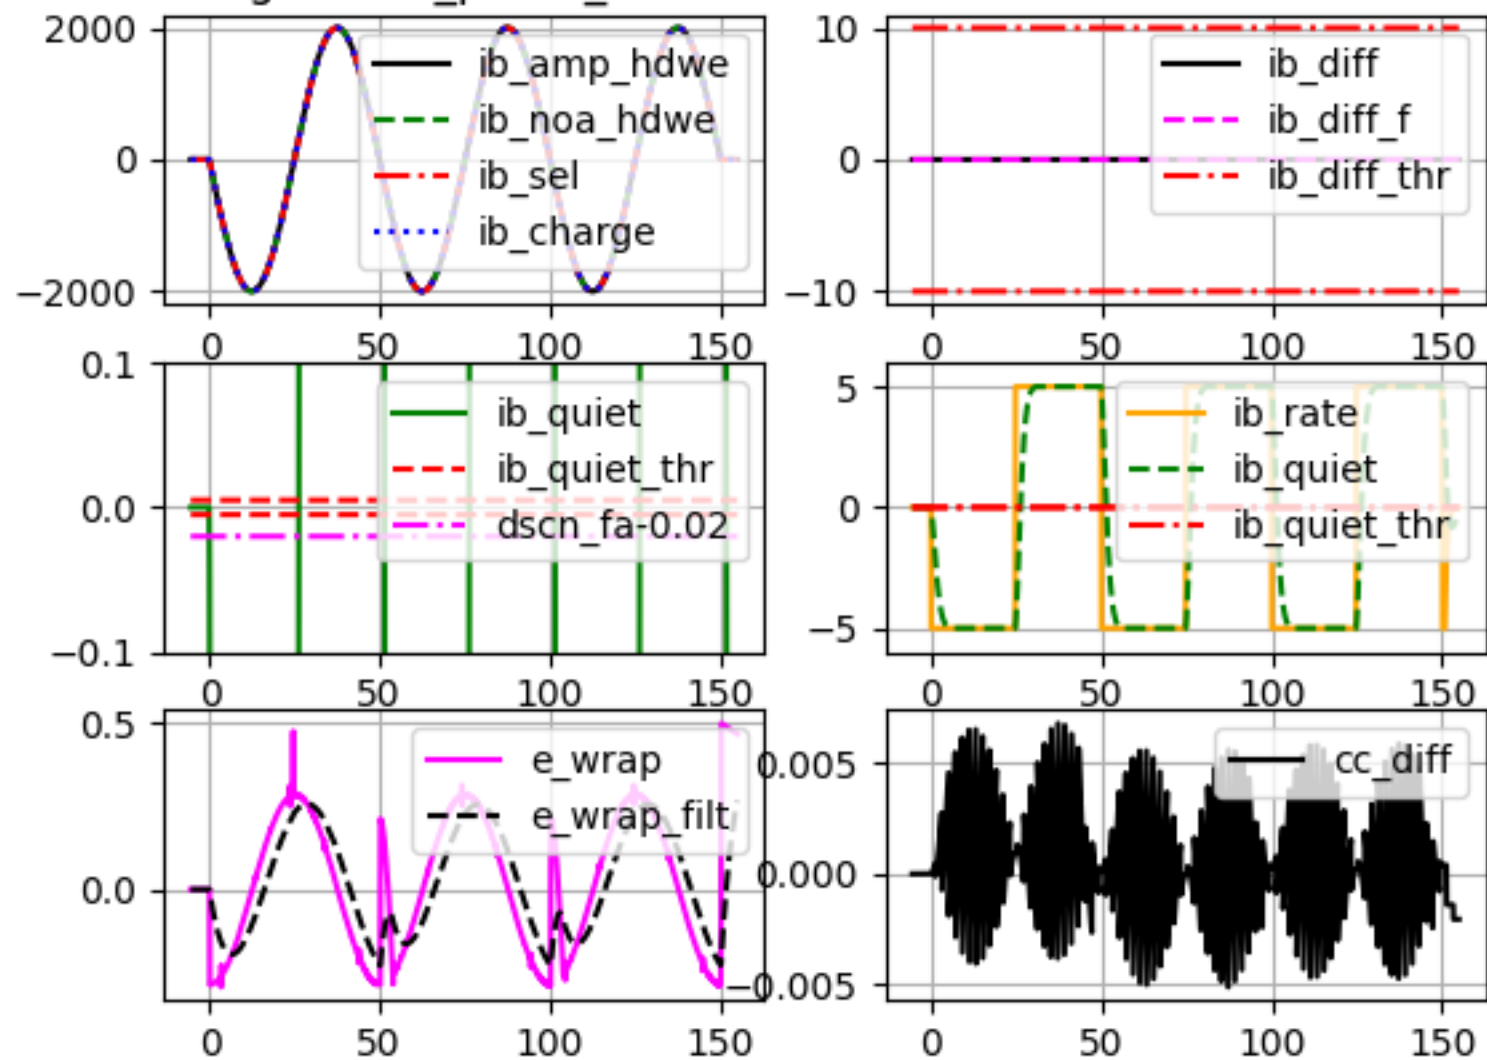 2000
0
−2000
0 50 100 150
ib_amp_hdwe
ib_noa_hdwe
ib_sel
ib_charge
10
0
−10
0 50 100 150
ib_diff
ib_diff_f
ib_diff_thr
0.1
0.0
−0.1
0 50 100 150
ib_quiet
ib_quiet_thr
dscn_fa-0.02
5
0
−5
0 50 100 150
ib_rate
ib_quiet
ib_quiet_thr
0.5
0.0
0 50 100 150
e_wrap
e_wrap_filt
0.005
0.000
−0.005
0 50 100 150
cc_diff